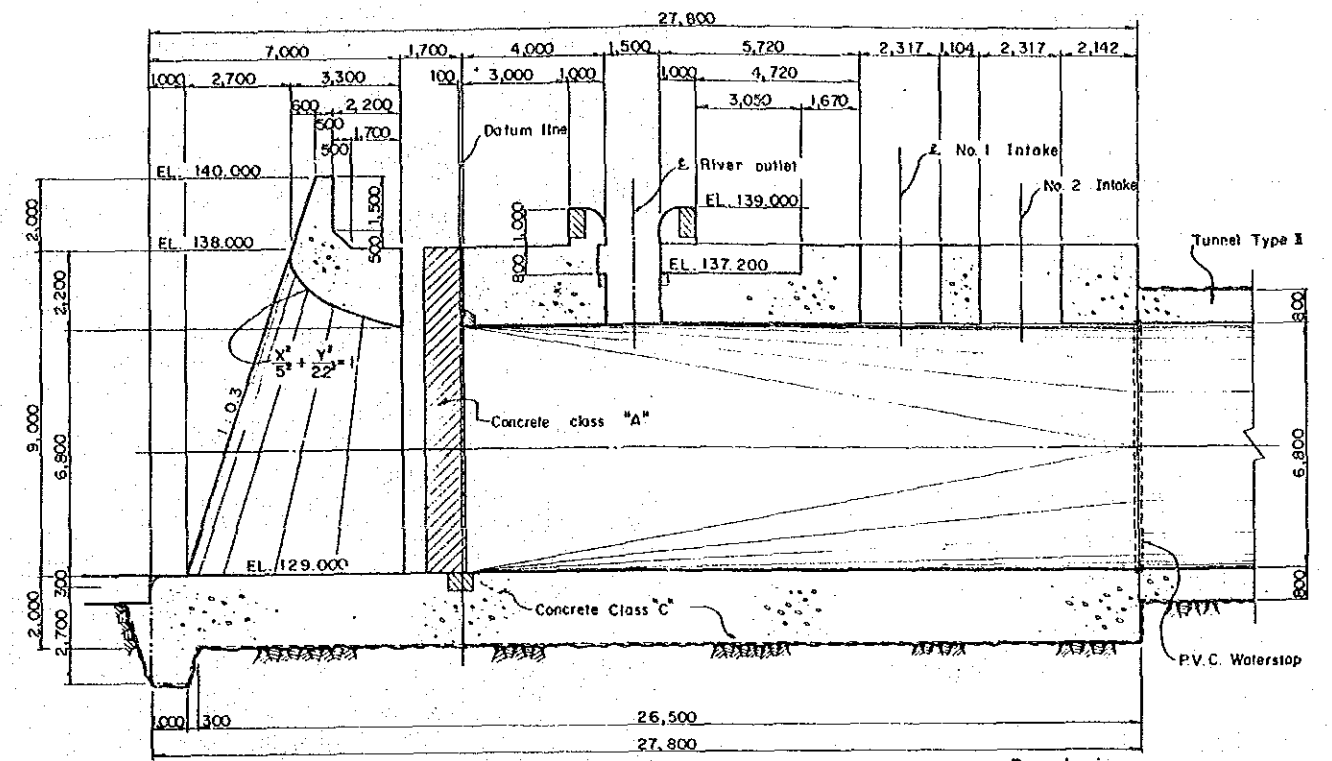 27,800
7,000 1,700 4,000 1,500 5,720 2,317 1,104 2,317 2,142
1,000 2,700 3,300 100 3,000 1,000 1,000 4,720
600 2,200 3,050 1,670
500 1,700
500
Datum line
℄ No. 1 Intake
EL. 140,000
℄ River outlet
No. 2 Intake
EL. 139,000
1,500
2,000
1,000
EL. 138.000
500
Tunnel Type II
800
EL. 137.200
2,200
800
1 : 0.3
Concrete class "A"
9,000
6,800
6,800
EL. 129.000
300
2,000
2,700
Concrete Class "C"
800
P.V.C. Waterstop
1,000 300 26,500
27,800